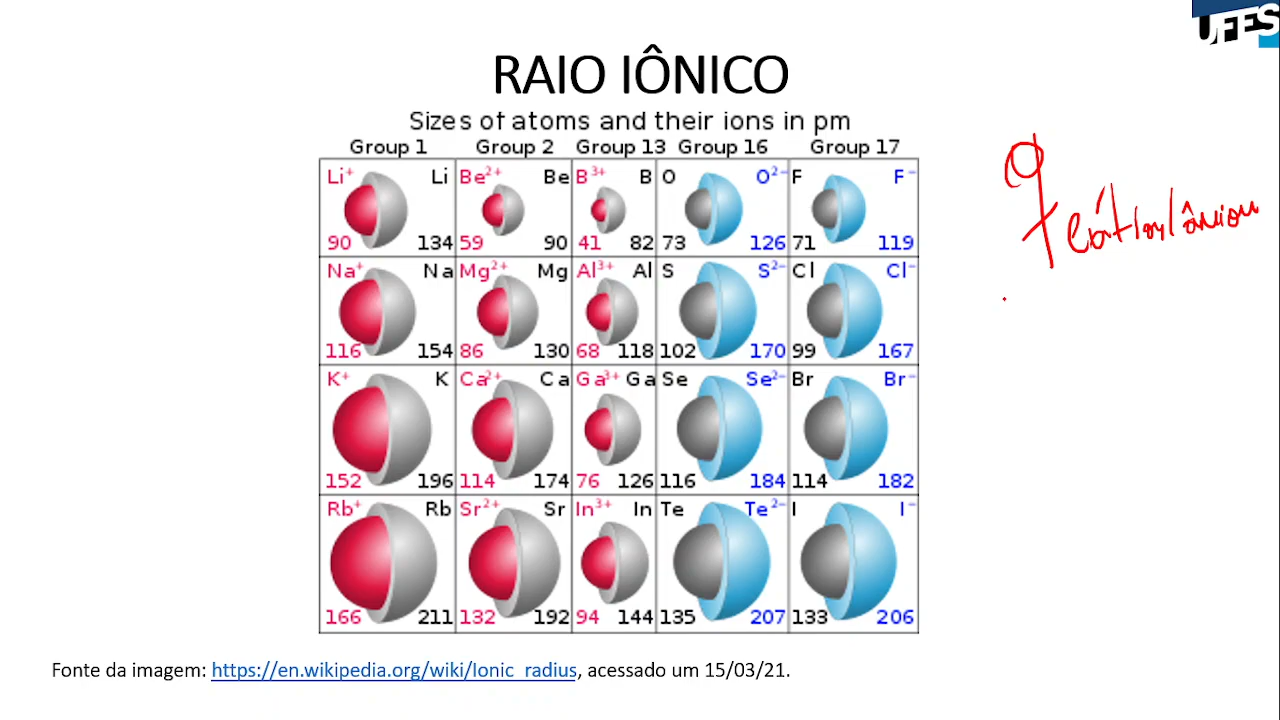 UFES
RAIO IÔNICO
Sizes of atoms and their ions in pm
Group 1 Group 2 Group 13 Group 16 Group 17
Li⁺ Li Be²⁺ Be B³⁺ B O O²⁻ F F⁻
90 134 59 90 41 82 73 126 71 119
Na⁺ Na Mg²⁺ Mg Al³⁺ Al S S²⁻ Cl Cl⁻
116 154 86 130 68 118 102 170 99 167
K⁺ K Ca²⁺ Ca Ga³⁺ Ga Se Se²⁻ Br Br⁻
152 196 114 174 76 126 116 184 114 182
Rb⁺ Rb Sr²⁺ Sr In³⁺ In Te Te²⁻ I I⁻
166 211 132 192 94 144 135 207 133 206
Fonte da imagem: https://en.wikipedia.org/wiki/Ionic_radius, acessado um 15/03/21.